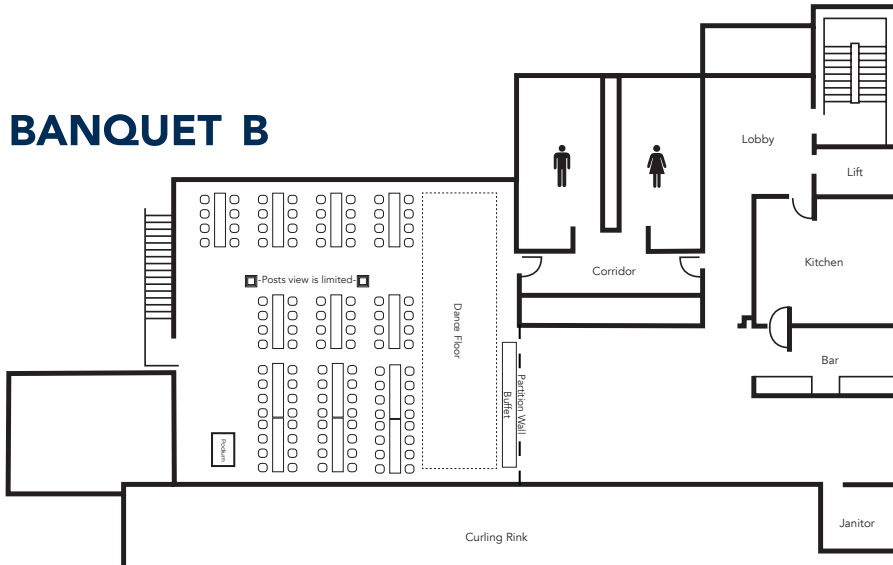 BANQUET B
Lobby
Lift
Kitchen
Corridor
-Posts view is limited-
Dance Floor
Partition Wall
Buffet
Bar
Podium
Janitor
Curling Rink